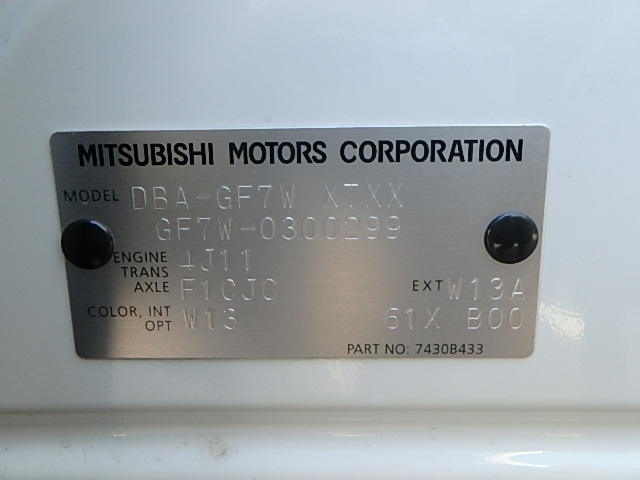 MITSUBISHI MOTORS CORPORATION
MODEL DBA-GF7W XTXX
GF7W-0300299
ENGINE 4J11
TRANS
AXLE F1CJC EXT W13A
COLOR, INT W13 61X B00
OPT
PART NO: 7430B433